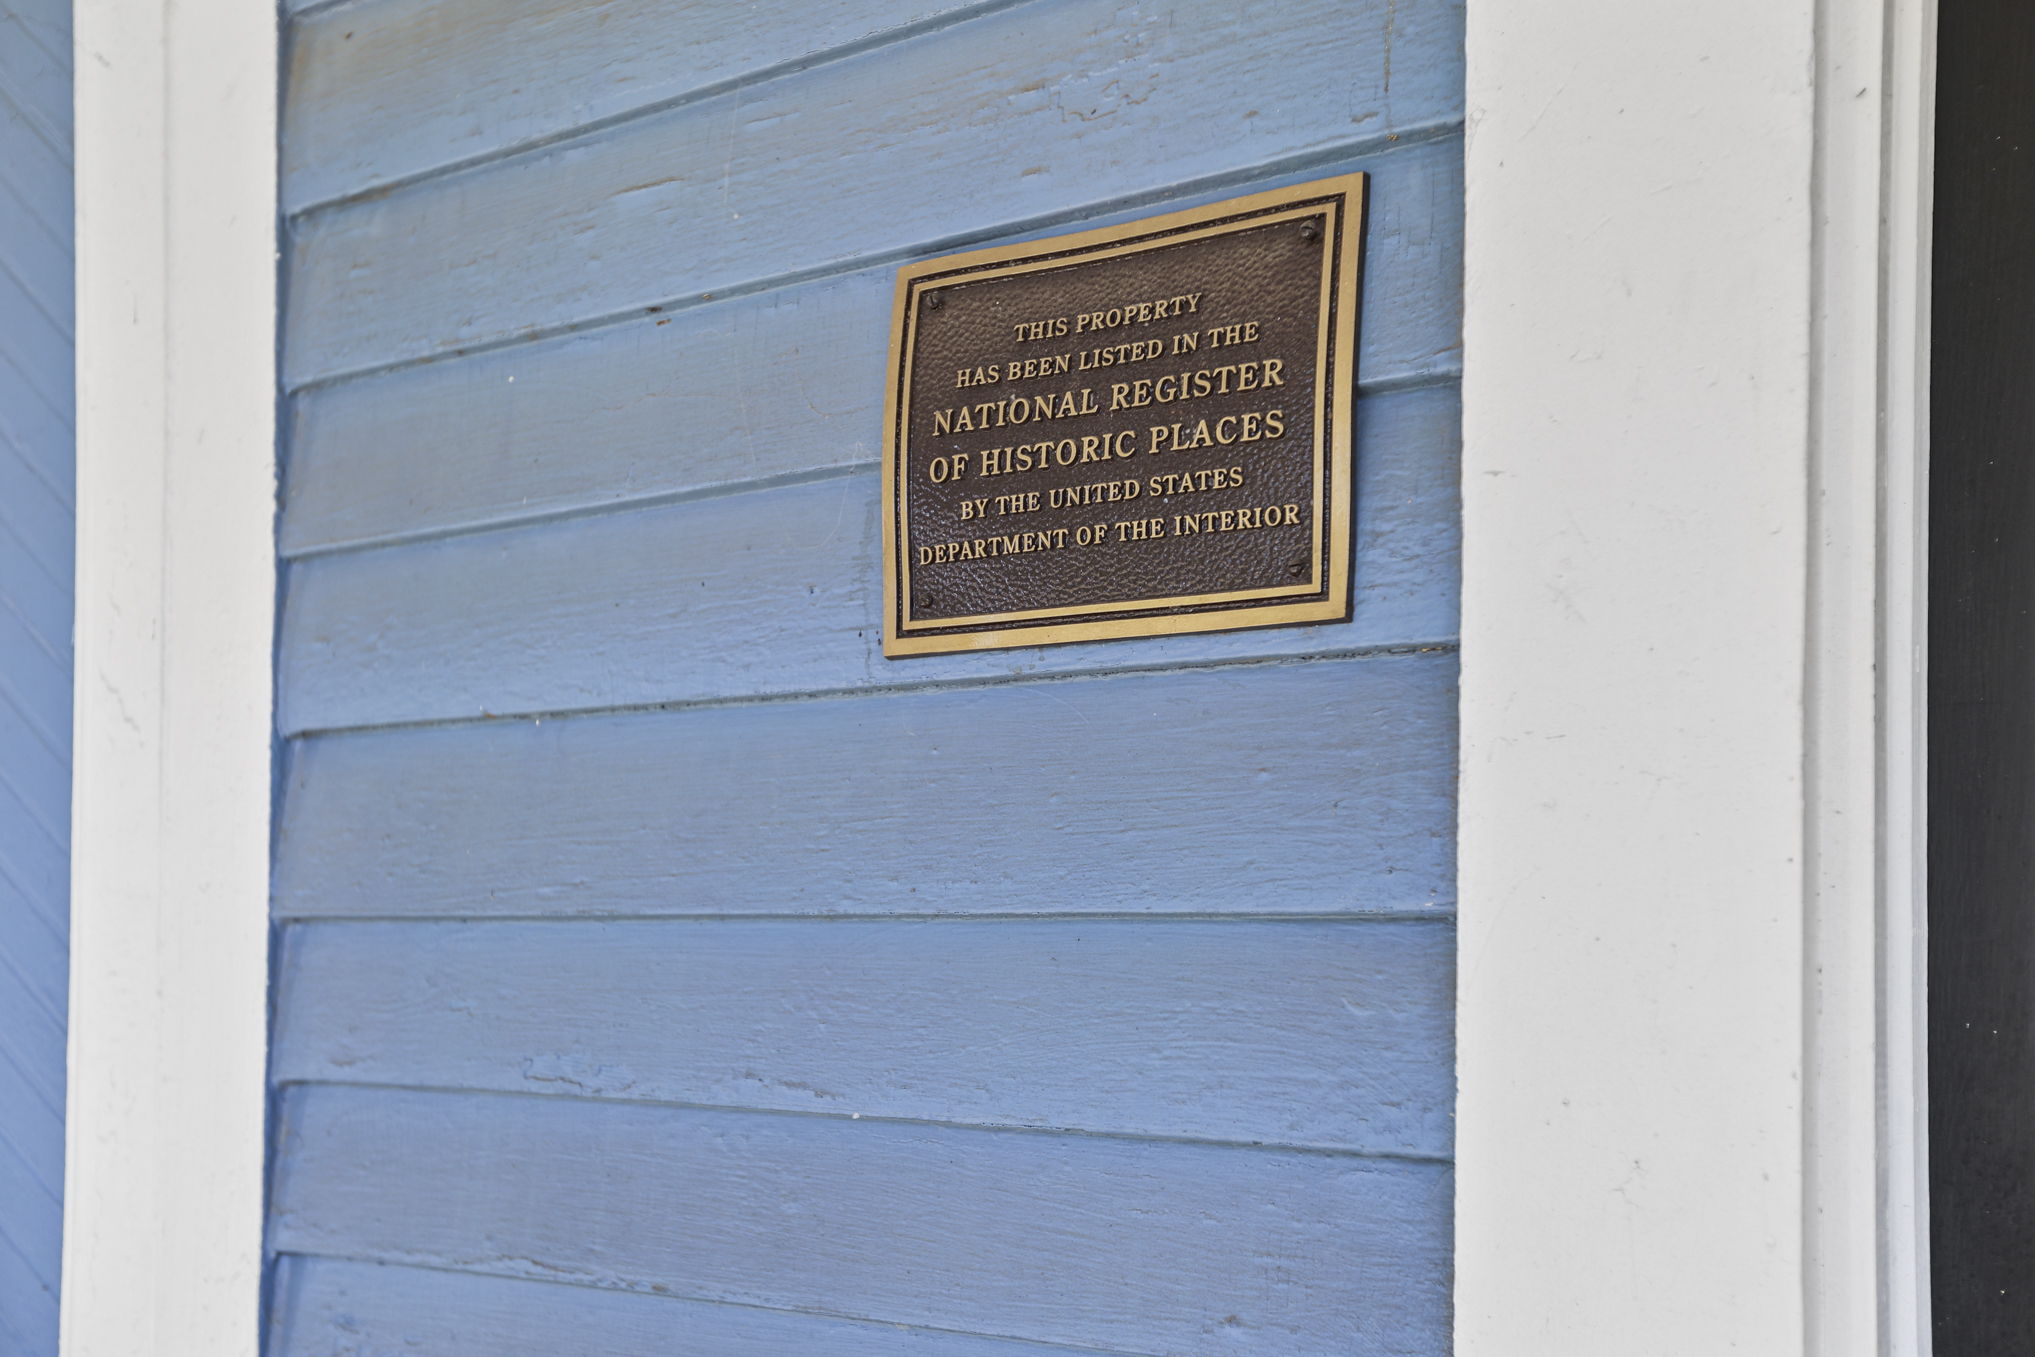 THIS PROPERTY
HAS BEEN LISTED IN THE
NATIONAL REGISTER
OF HISTORIC PLACES
BY THE UNITED STATES
DEPARTMENT OF THE INTERIOR